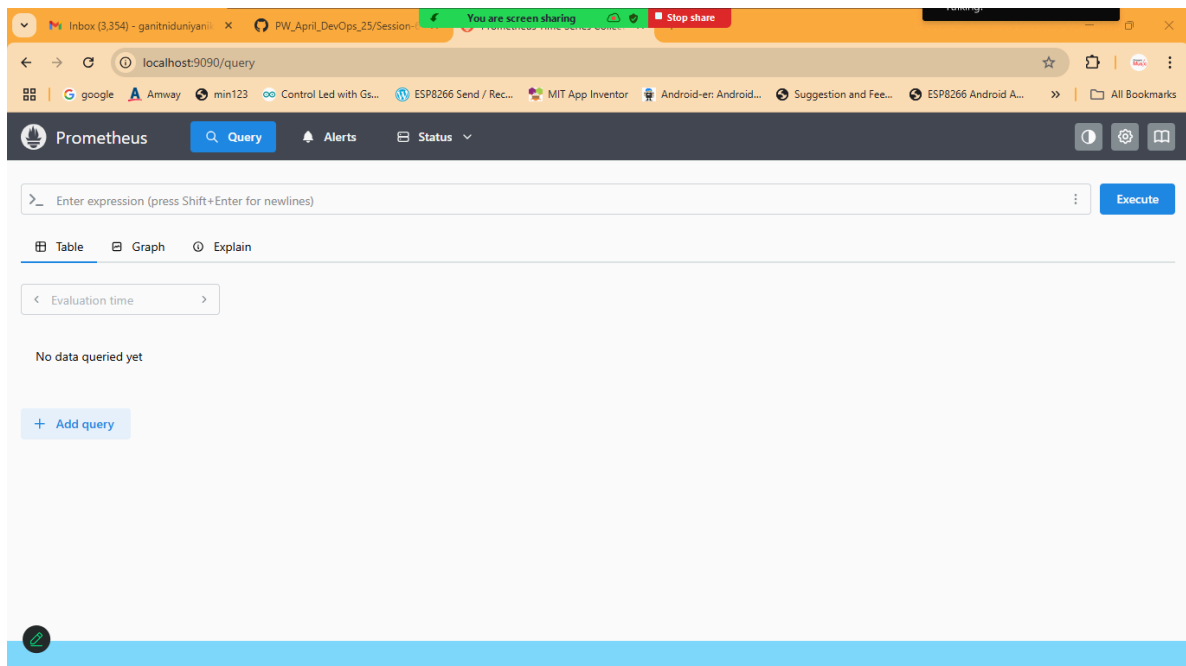 You are screen sharing Stop share
Inbox (3,354) - ganitniduniyani PW_April_DevOps_25/Session-
localhost:9090/query
google Amway min123 Control Led with Gs... ESP8266 Send / Rec... MIT App Inventor Android-er: Android... Suggestion and Fee... ESP8266 Android A... » All Bookmarks
Prometheus Query Alerts Status
>_ Enter expression (press Shift+Enter for newlines) Execute
Table Graph Explain
< Evaluation time >
No data queried yet
+ Add query